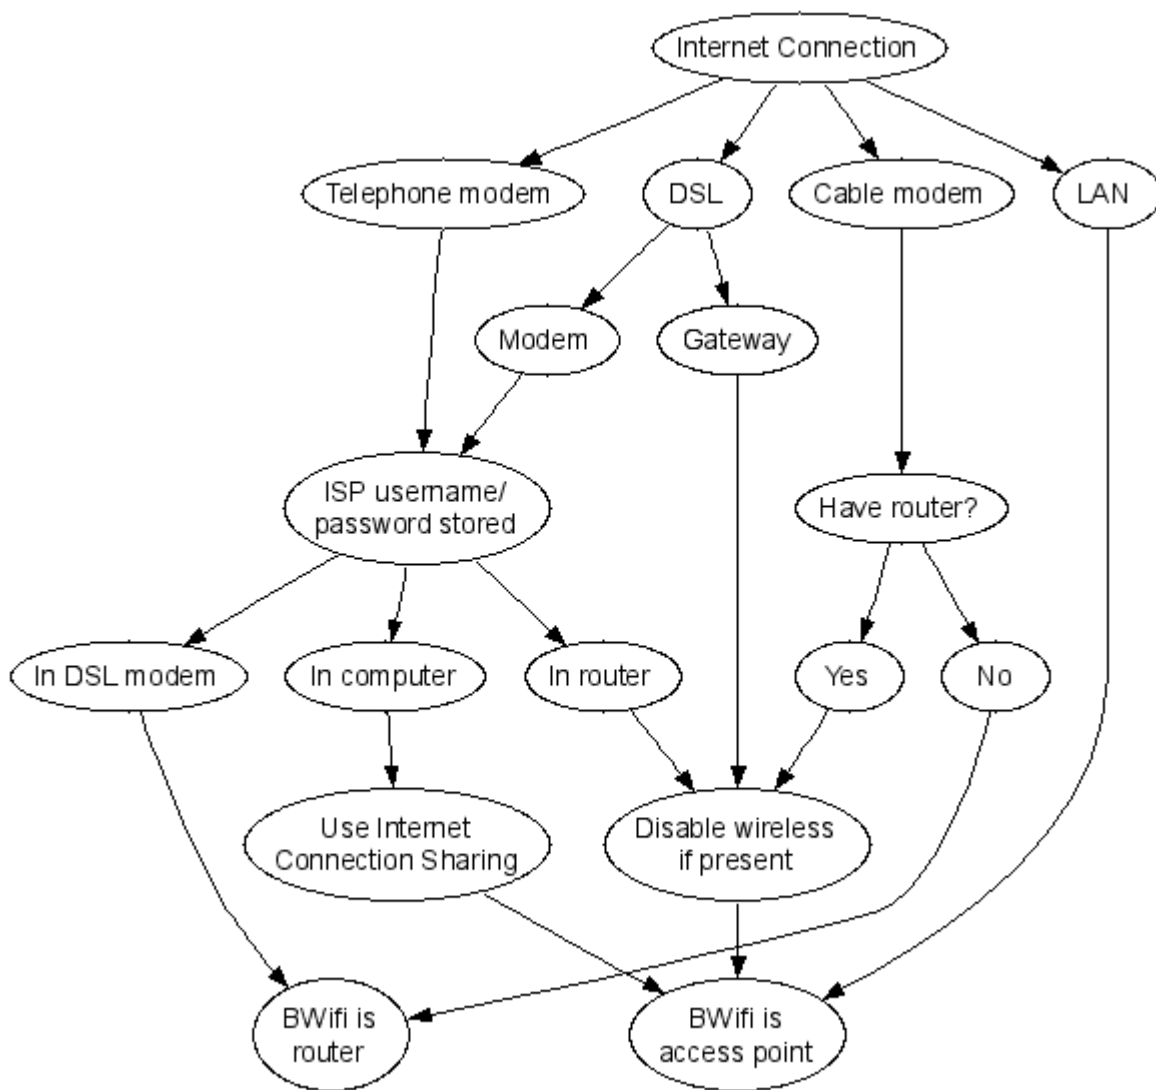 Internet Connection
Telephone modem
DSL
Cable modem
LAN
Modem
Gateway
ISP username/
password stored
Have router?
In DSL modem
In computer
In router
Yes
No
Use Internet
Connection Sharing
Disable wireless
if present
BWifi is
router
BWifi is
access point